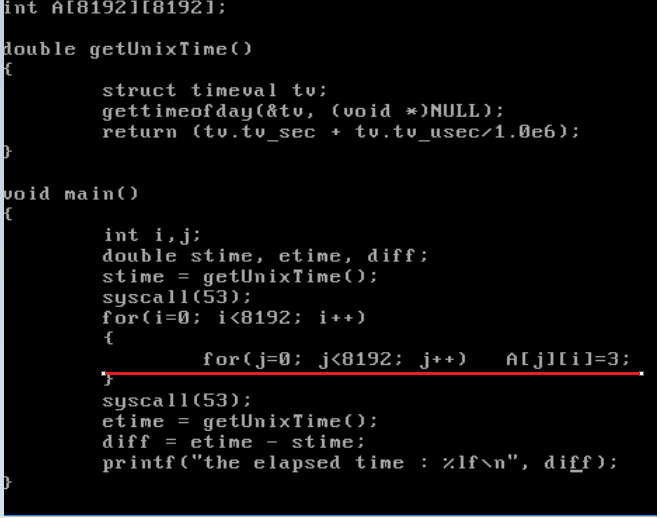 int A[8192][8192];
double getUnixTime()
{
struct timeval tv;
gettimeofday(&tv, (void *)NULL);
return (tv.tv_sec + tv.tv_usec/1.0e6);
}
void main()
{
int i,j;
double stime, etime, diff;
stime = getUnixTime();
syscall(53);
for(i=0; i<8192; i++)
{
for(j=0; j<8192; j++) A[j][i]=3;
}
syscall(53);
etime = getUnixTime();
diff = etime - stime;
printf("the elapsed time : %lf\n", diff);
}